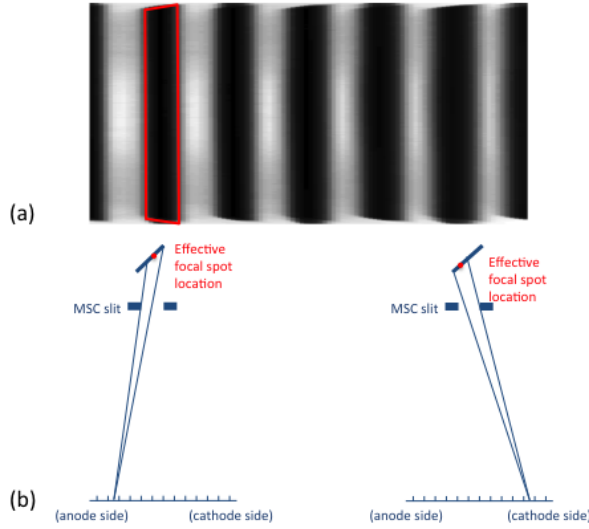 (a)
Effective
focal spot
location
MSC slit
Effective
focal spot
location
MSC slit
(b)
(anode side)
(cathode side)
(anode side)
(cathode side)